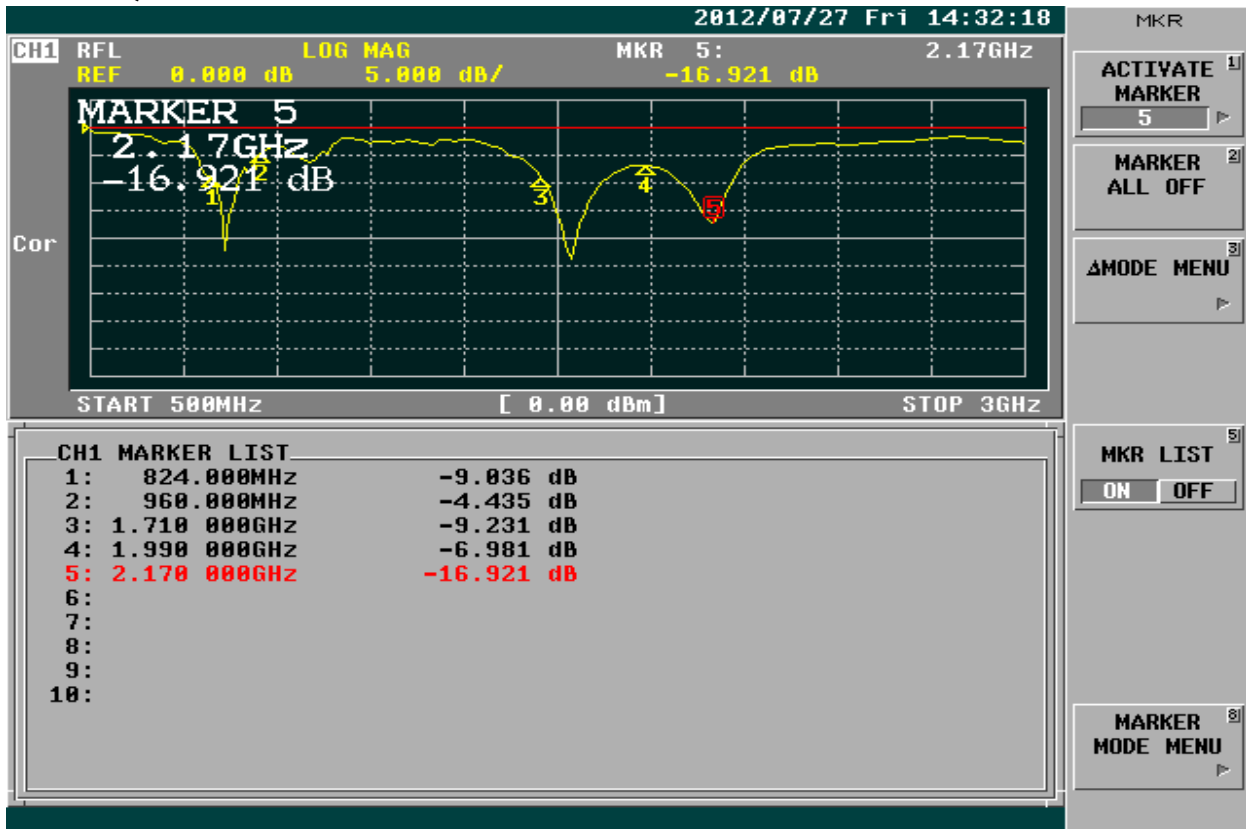 2012/07/27 Fri 14:32:18
CH1 RFL LOG MAG MKR 5: 2.17GHz
REF 0.000 dB 5.000 dB/ -16.921 dB
MARKER 5
2.17GHz
-16.921 dB
1
2
3
4
5
Cor
START 500MHz [ 0.00 dBm] STOP 3GHz
CH1 MARKER LIST
1: 824.000MHz -9.036 dB
2: 960.000MHz -4.435 dB
3: 1.710 000GHz -9.231 dB
4: 1.990 000GHz -6.981 dB
5: 2.170 000GHz -16.921 dB
6:
7:
8:
9:
10:
MKR
ACTIVATE 1
MARKER
5
MARKER 2
ALL OFF
3
ΔMODE MENU
5
MKR LIST
ON OFF
MARKER 8
MODE MENU